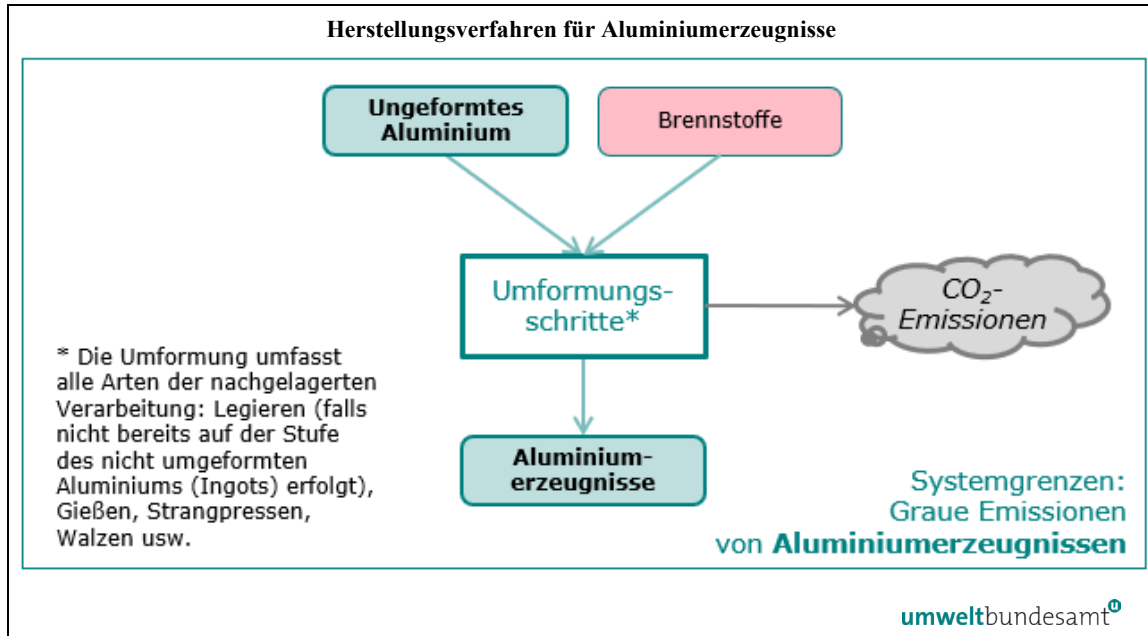 Herstellungsverfahren für Aluminiumerzeugnisse
Ungeformtes
Aluminium
Brennstoffe
Umformungs-
schritte*
CO₂-
Emissionen
* Die Umformung umfasst
alle Arten der nachgelagerten
Verarbeitung: Legieren (falls
nicht bereits auf der Stufe
des nicht umgeformten
Aluminiums (Ingots) erfolgt),
Gießen, Strangpressen,
Walzen usw.
Aluminium-
erzeugnisse
Systemgrenzen:
Graue Emissionen
von Aluminiumerzeugnissen
umweltbundesamt
u